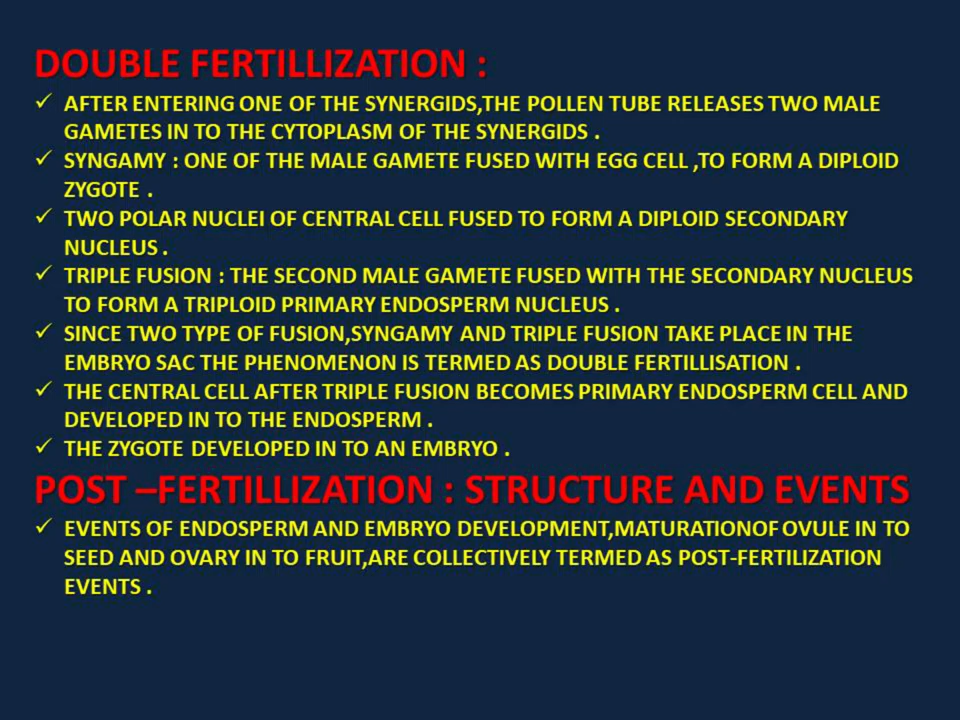 DOUBLE FERTILLIZATION :
✓ AFTER ENTERING ONE OF THE SYNERGIDS,THE POLLEN TUBE RELEASES TWO MALE
GAMETES IN TO THE CYTOPLASM OF THE SYNERGIDS .
✓ SYNGAMY : ONE OF THE MALE GAMETE FUSED WITH EGG CELL ,TO FORM A DIPLOID
ZYGOTE .
✓ TWO POLAR NUCLEI OF CENTRAL CELL FUSED TO FORM A DIPLOID SECONDARY
NUCLEUS .
✓ TRIPLE FUSION : THE SECOND MALE GAMETE FUSED WITH THE SECONDARY NUCLEUS
TO FORM A TRIPLOID PRIMARY ENDOSPERM NUCLEUS .
✓ SINCE TWO TYPE OF FUSION,SYNGAMY AND TRIPLE FUSION TAKE PLACE IN THE
EMBRYO SAC THE PHENOMENON IS TERMED AS DOUBLE FERTILLISATION .
✓ THE CENTRAL CELL AFTER TRIPLE FUSION BECOMES PRIMARY ENDOSPERM CELL AND
DEVELOPED IN TO THE ENDOSPERM .
✓ THE ZYGOTE DEVELOPED IN TO AN EMBRYO .
POST –FERTILLIZATION : STRUCTURE AND EVENTS
✓ EVENTS OF ENDOSPERM AND EMBRYO DEVELOPMENT,MATURATIONOF OVULE IN TO
SEED AND OVARY IN TO FRUIT,ARE COLLECTIVELY TERMED AS POST-FERTILIZATION
EVENTS .